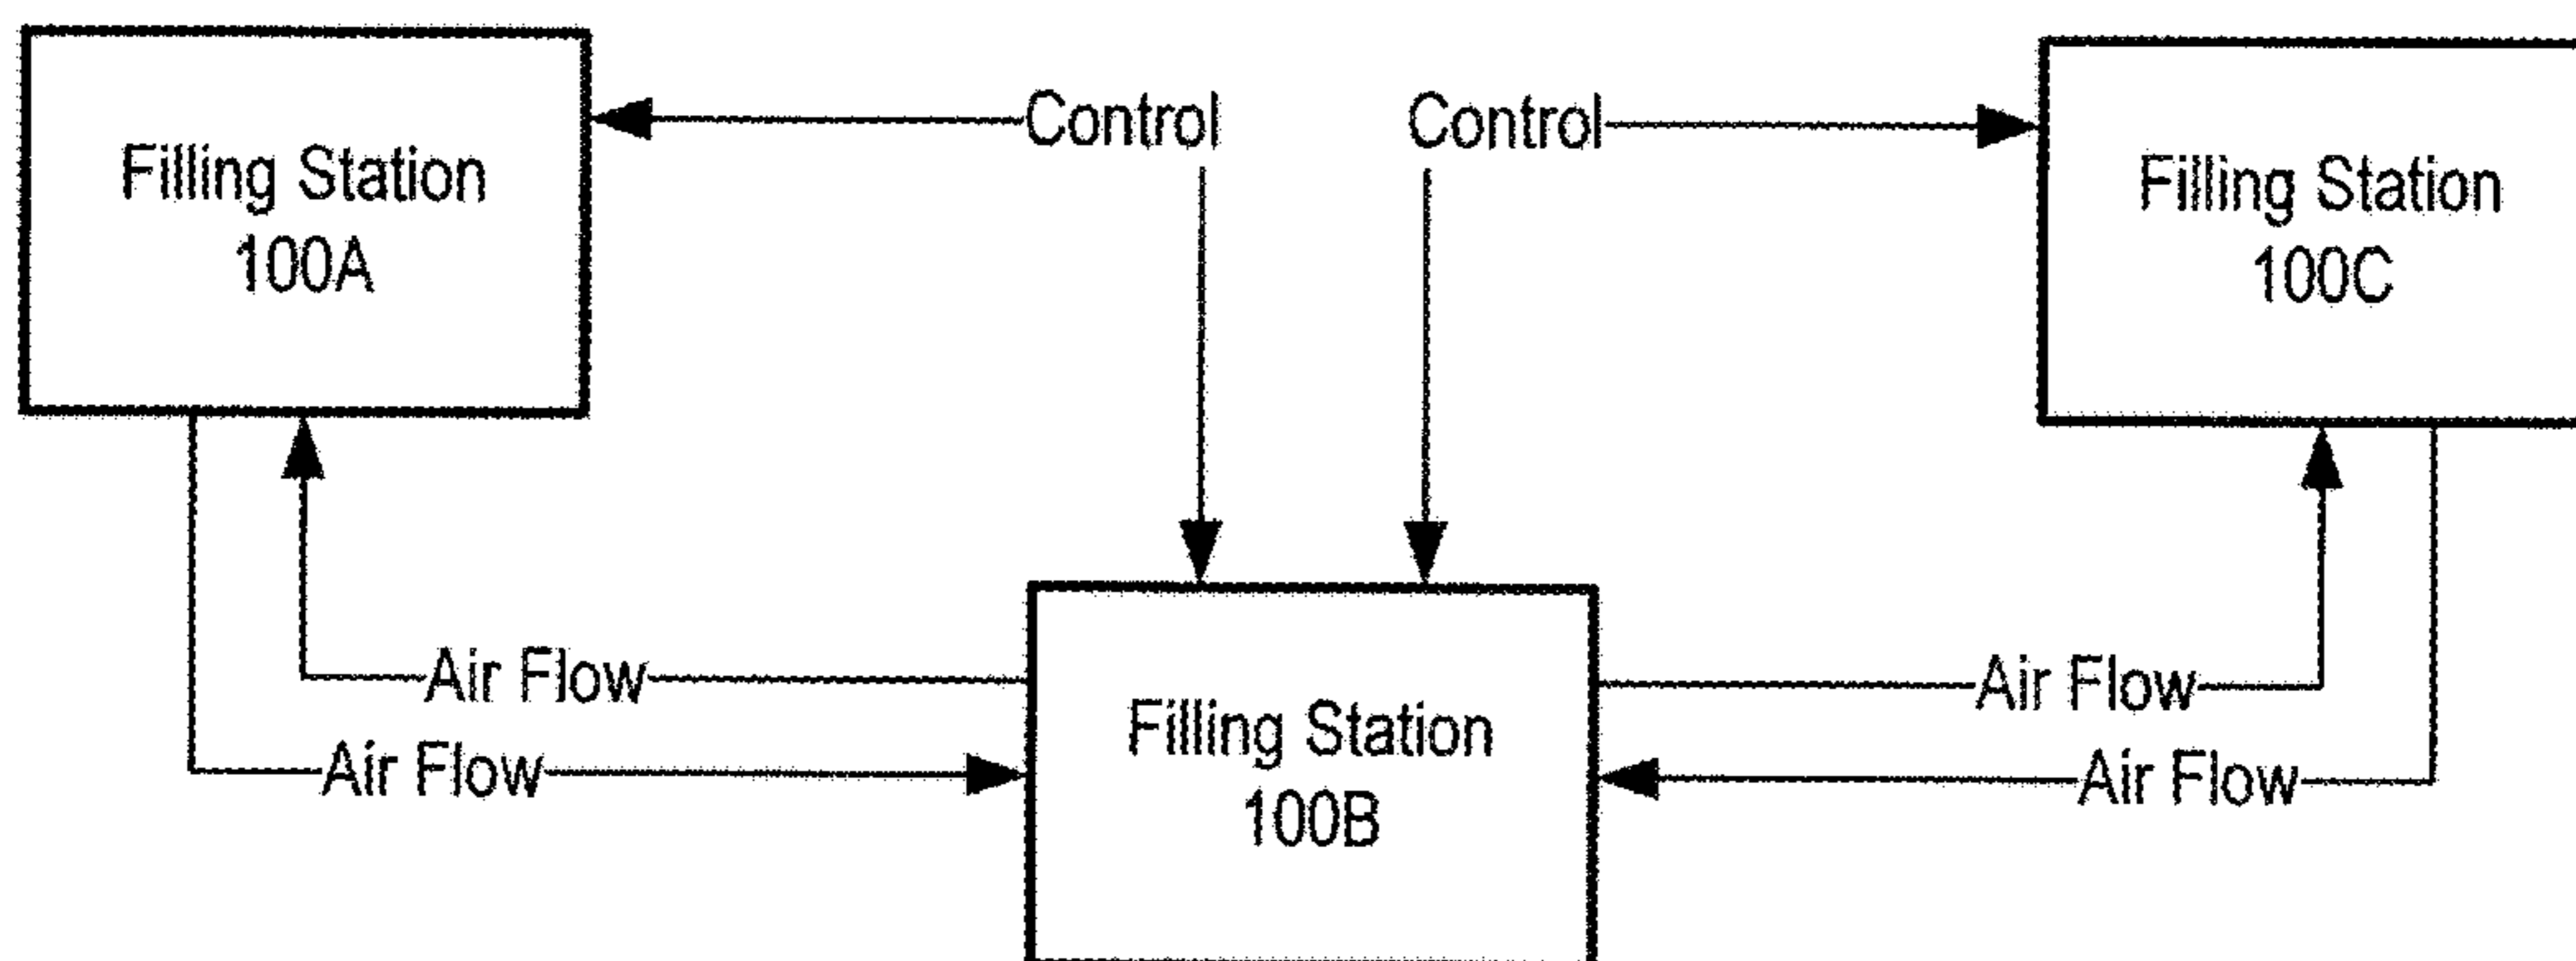 Control
Control
Filling Station
100A
Filling Station
100C
Air Flow
Air Flow
Filling Station
100B
Air Flow
Air Flow